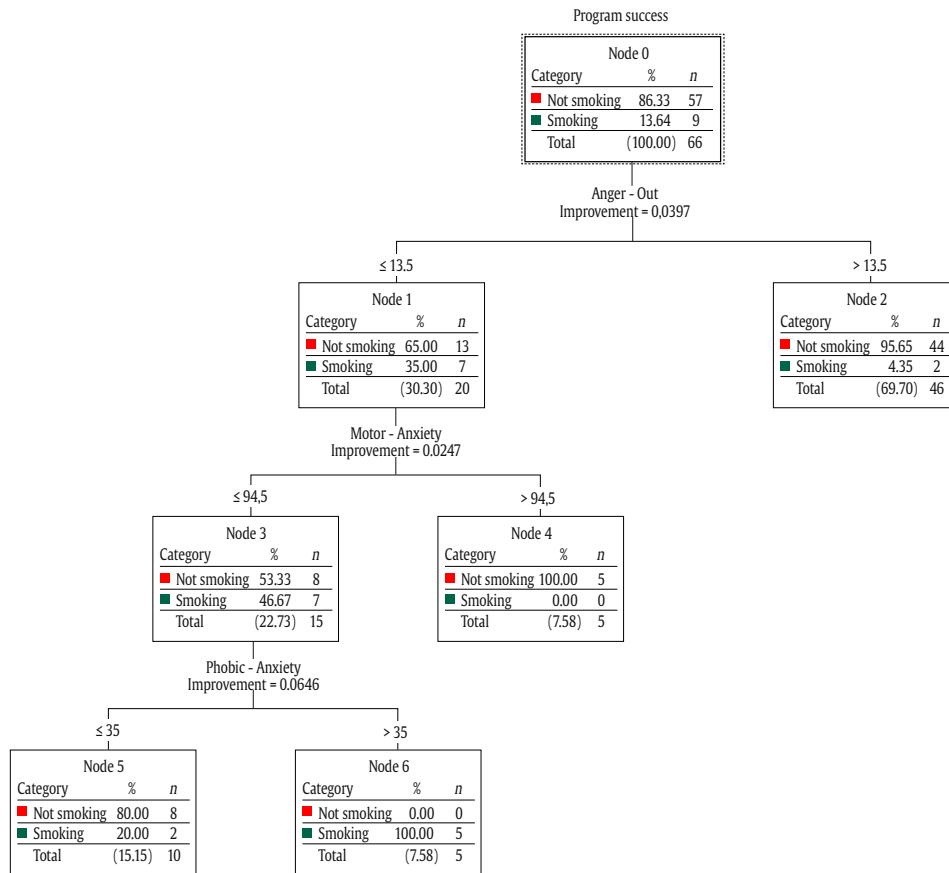 Program success
Node 0
Category % n
Not smoking 86.33 57
Smoking 13.64 9
Total (100.00) 66
Anger - Out
Improvement = 0,0397
≤ 13.5
> 13.5
Node 1
Category % n
Not smoking 65.00 13
Smoking 35.00 7
Total (30.30) 20
Node 2
Category % n
Not smoking 95.65 44
Smoking 4.35 2
Total (69.70) 46
Motor - Anxiety
Improvement = 0.0247
≤ 94,5
> 94,5
Node 3
Category % n
Not smoking 53.33 8
Smoking 46.67 7
Total (22.73) 15
Node 4
Category % n
Not smoking 100.00 5
Smoking 0.00 0
Total (7.58) 5
Phobic - Anxiety
Improvement = 0.0646
≤ 35
> 35
Node 5
Category % n
Not smoking 80.00 8
Smoking 20.00 2
Total (15.15) 10
Node 6
Category % n
Not smoking 0.00 0
Smoking 100.00 5
Total (7.58) 5